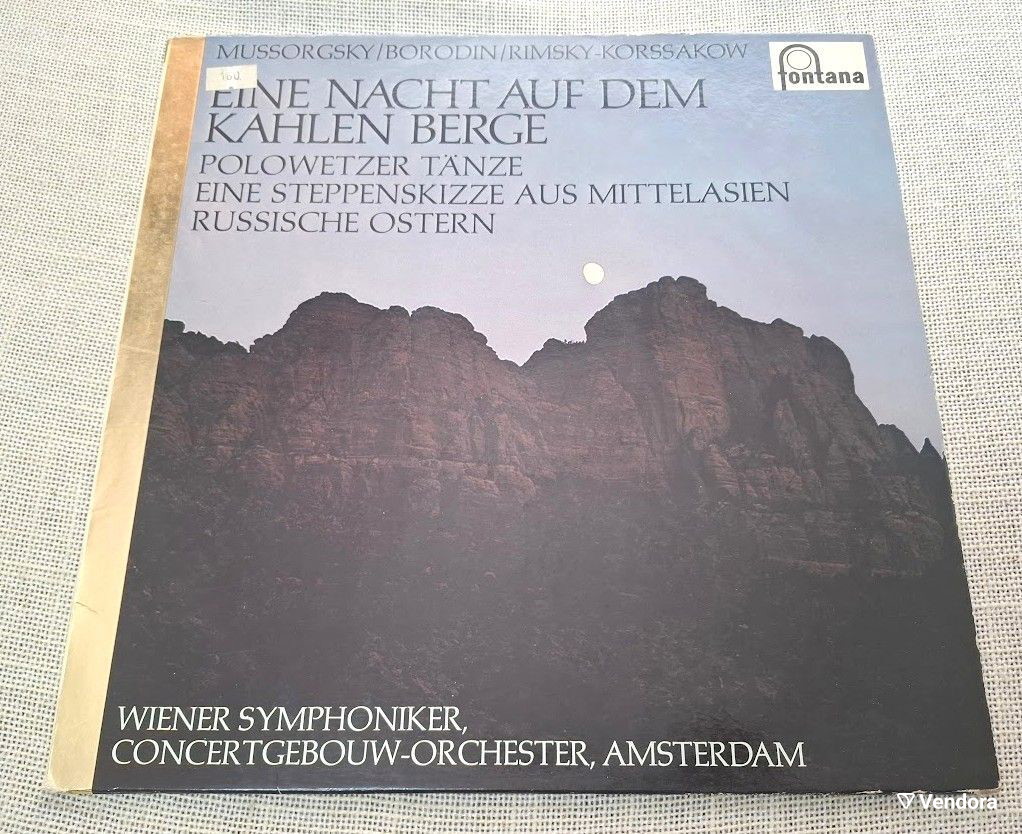 MUSSORGSKY/BORODIN/RIMSKY-KORSSAKOW
fontana
160.
EINE NACHT AUF DEM
KAHLEN BERGE
POLOWETZER TÄNZE
EINE STEPPENSKIZZE AUS MITTELASIEN
RUSSISCHE OSTERN
WIENER SYMPHONIKER,
CONCERTGEBOUW-ORCHESTER, AMSTERDAM
Vendora